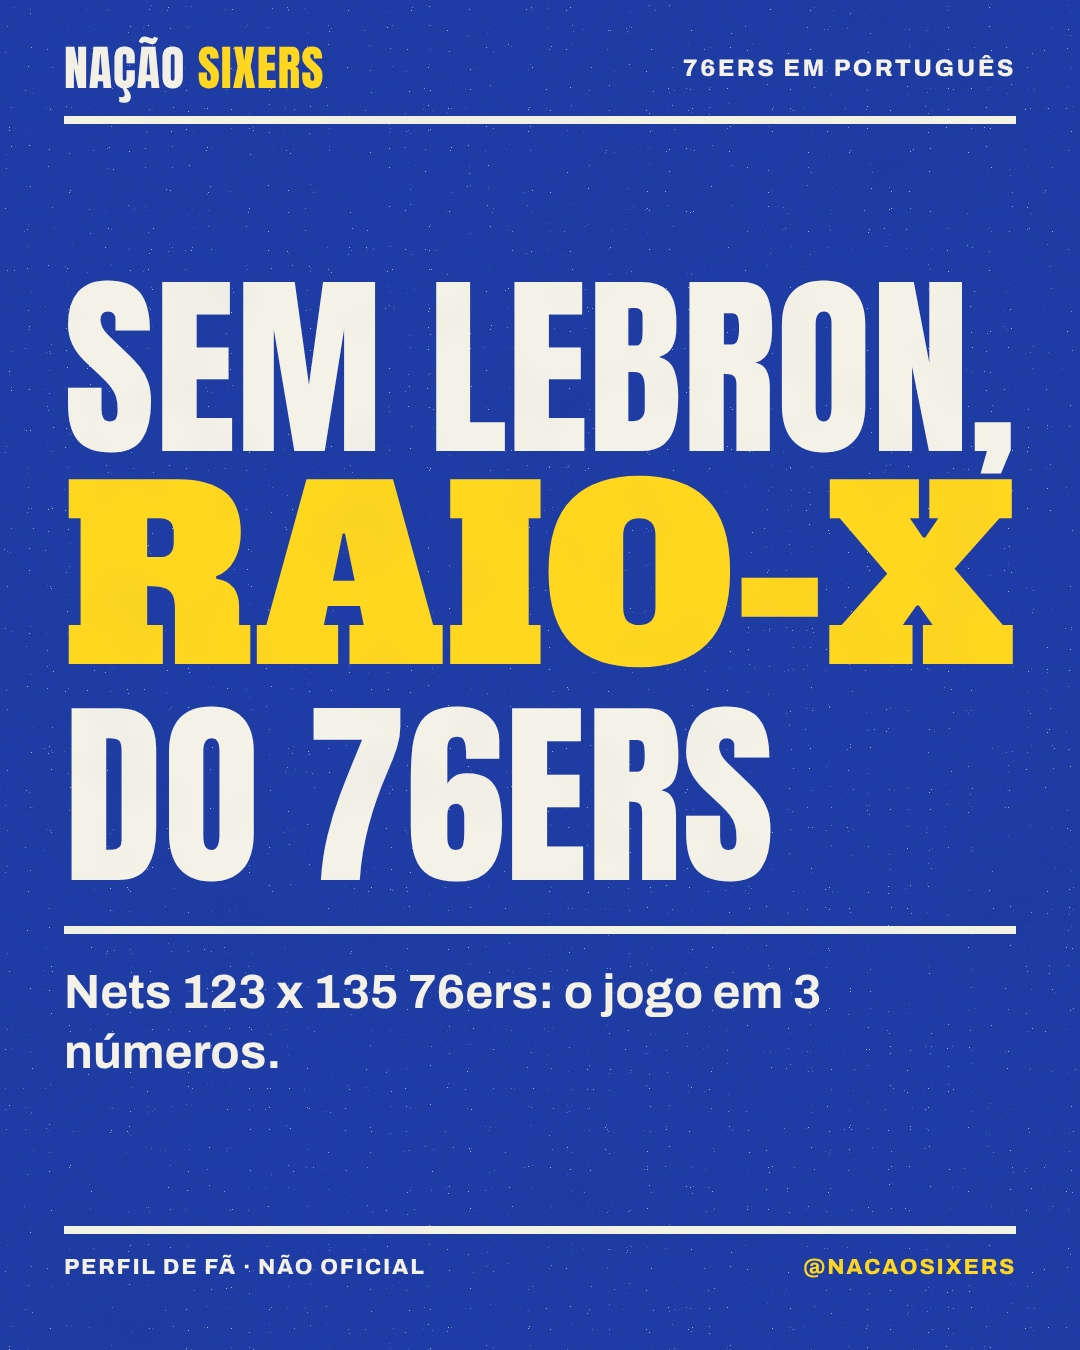 NAÇÃO SIXERS
76ERS EM PORTUGUÊS
SEM LEBRON,
RAIO-X
DO 76ERS
Nets 123 x 135 76ers: o jogo em 3
números.
PERFIL DE FÃ · NÃO OFICIAL
@NACAOSIXERS